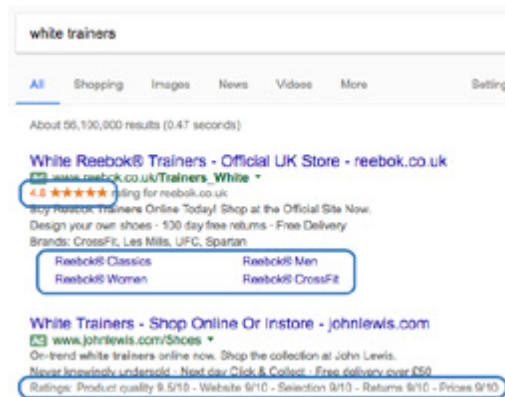 white trainers
All Shopping Images News Videos More Setting
About 56,100,000 results (0.47 seconds)
White Reebok® Trainers - Official UK Store - reebok.co.uk
Ad www.reebok.co.uk/Trainers_White
4.8 ★★★★★ rating for reebok.co.uk
Buy Reebok Trainers Online Today! Shop at the Official Site Now.
Design your own shoes · 100 day free returns · Free Delivery
Brands: CrossFit, Les Mills, UFC, Spartan
Reebok® Classics Reebok® Men
Reebok® Women Reebok® CrossFit
White Trainers - Shop Online Or Instore - johnlewis.com
Ad www.johnlewis.com/Shoes
On-trend white trainers online now. Shop the collection at John Lewis.
Never knowingly undersold · Next day Click & Collect · Free delivery over £50
Ratings: Product quality 9.5/10 - Website 9/10 - Selection 9/10 - Returns 9/10 - Prices 9/10